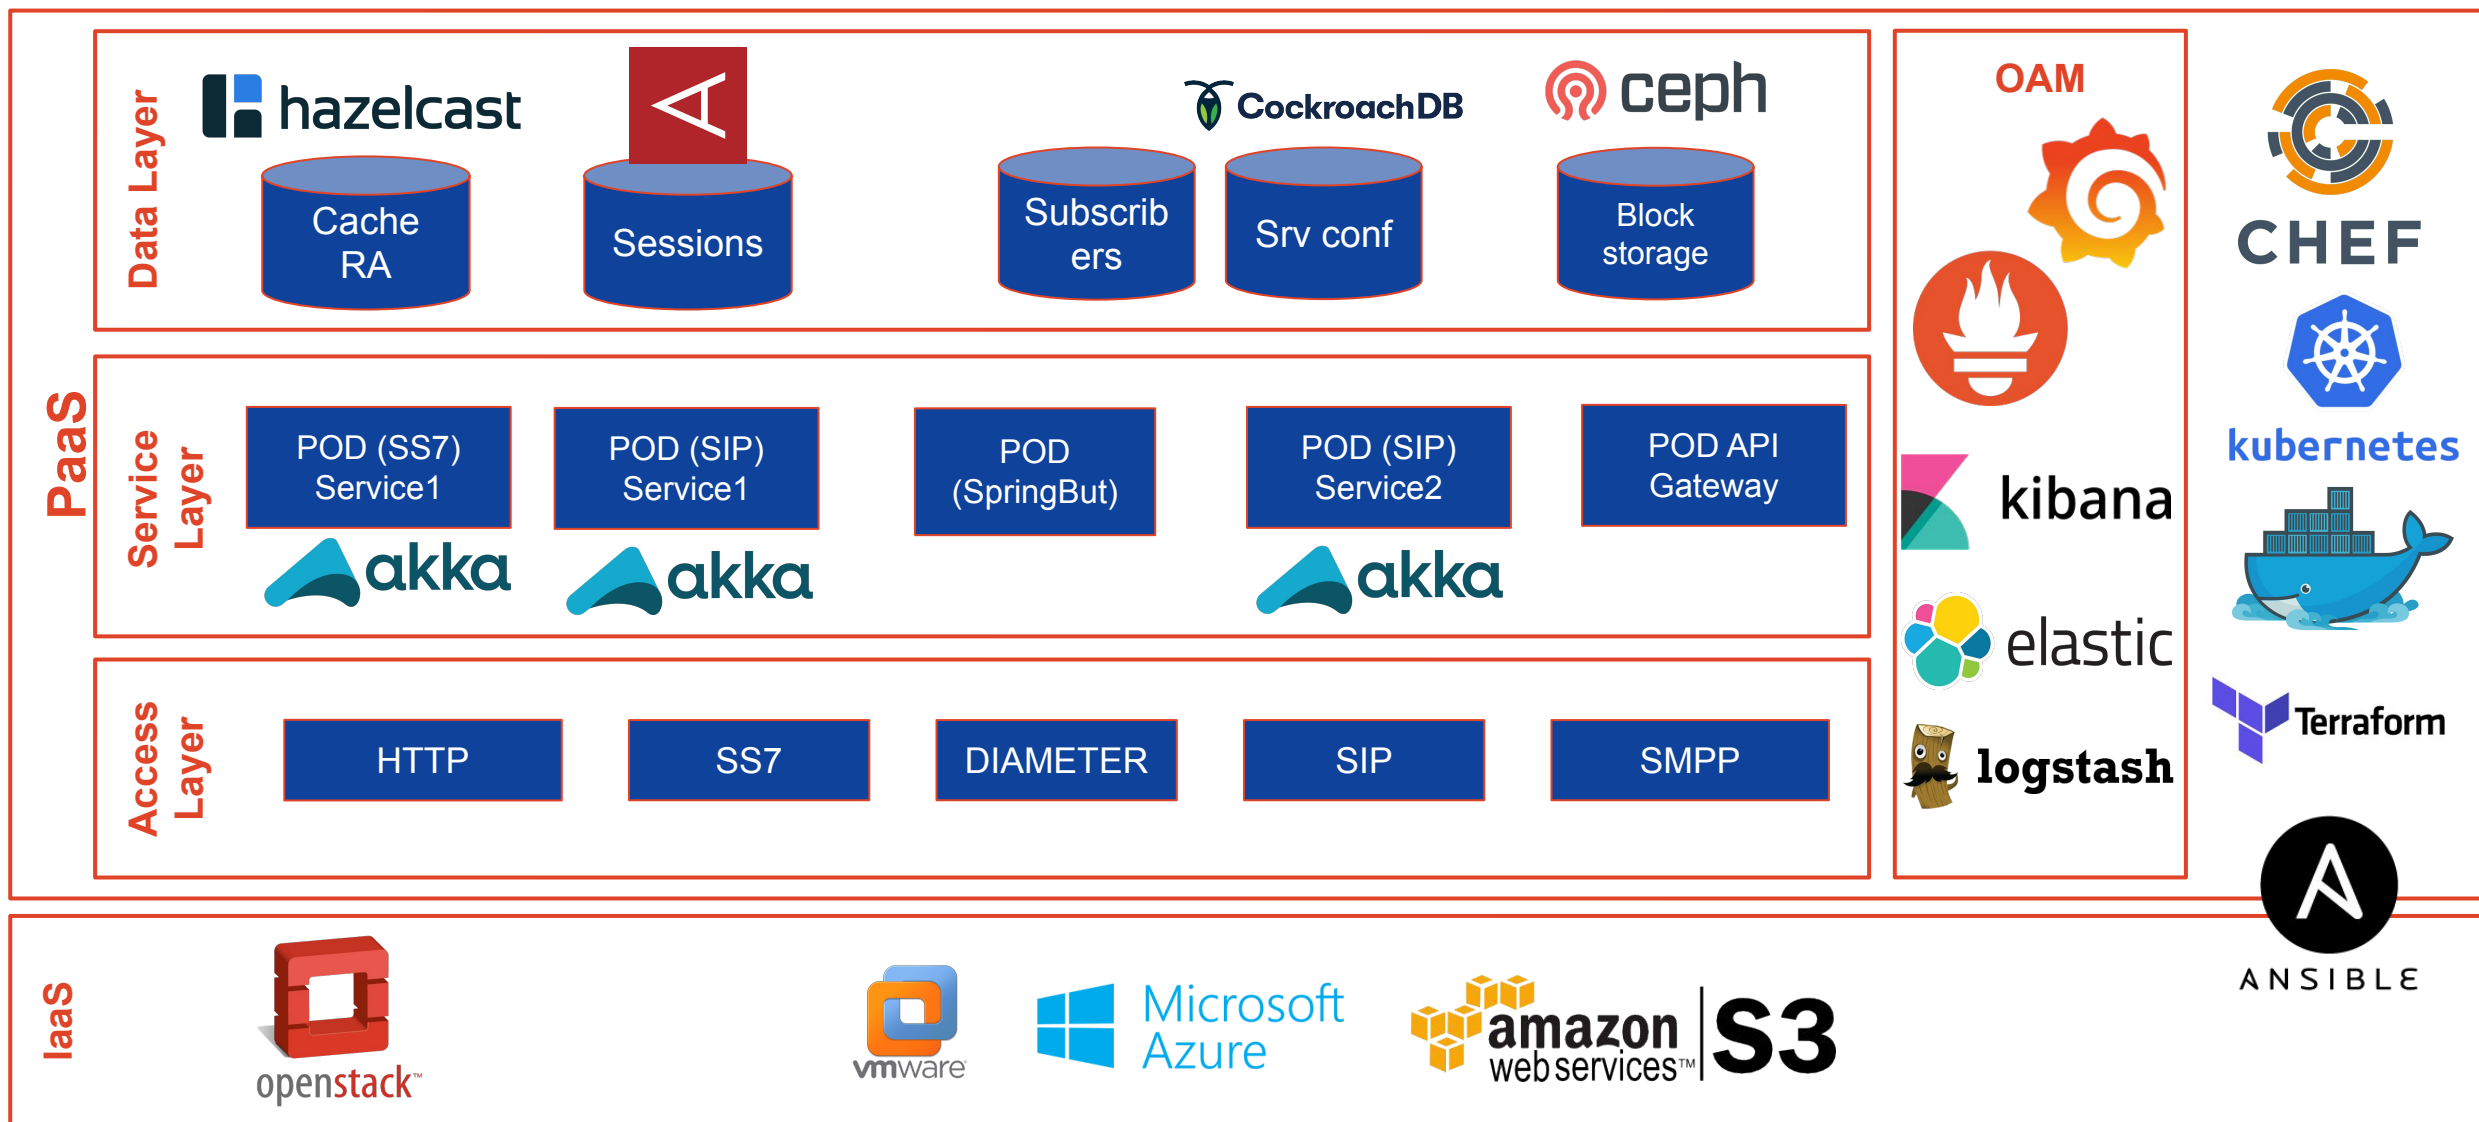 PaaS
Data Layer
hazelcast
CockroachDB
ceph
Cache
RA
Sessions
Subscrib
ers
Srv conf
Block
storage
Service
Layer
POD (SS7)
Service1
POD (SIP)
Service1
POD
(SpringBut)
POD (SIP)
Service2
POD API
Gateway
akka
akka
akka
Access
Layer
HTTP
SS7
DIAMETER
SIP
SMPP
OAM
kibana
elastic
logstash
CHEF
kubernetes
Terraform
ANSIBLE
IaaS
openstack™
vmware
Microsoft
Azure
amazon
web services™
S3